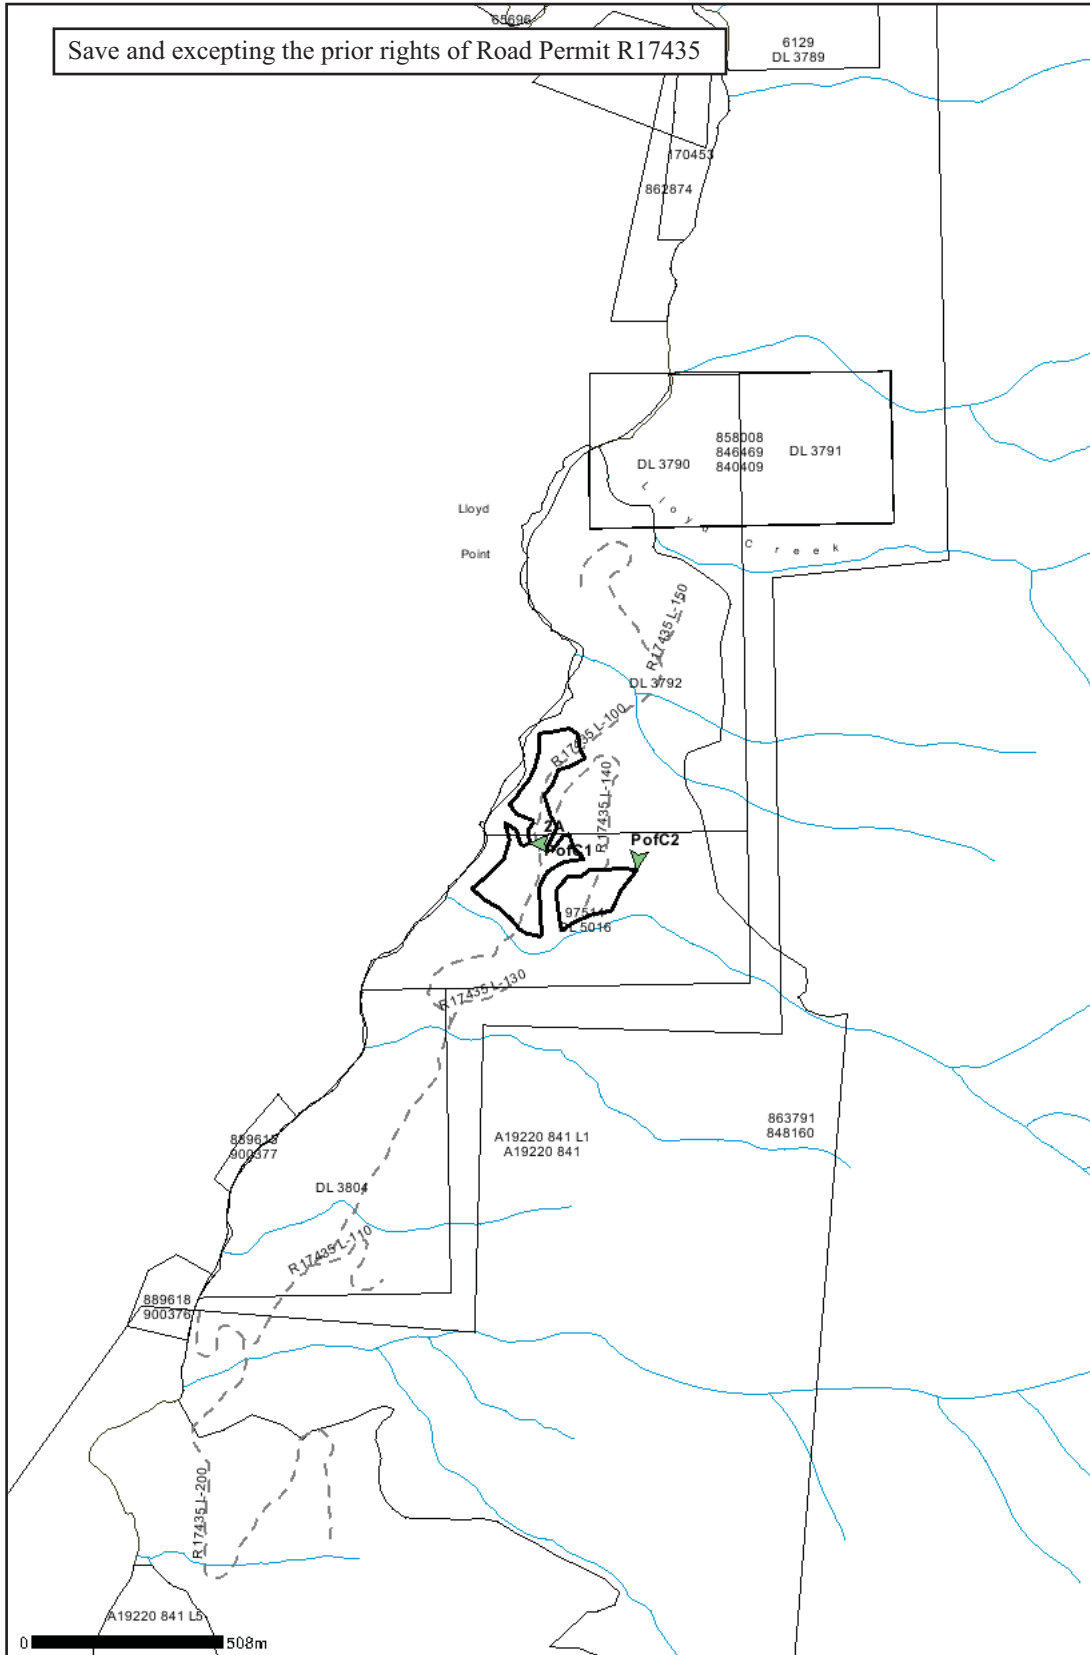 65696
Save and excepting the prior rights of Road Permit R17435
6129
DL 3789
170453
862874
858008
846469
840409
DL 3790
DL 3791
Lloyd Creek
Lloyd
Point
R17435 L-150
DL 3792
R17435 L-100
R17435 L-140
2A
PofC1
PofC2
DL 5016
R17435 L-130
863791
848160
A19220 841 L1
A19220 841
900377
DL 3804
R17435 L-110
889618
900376
R17435 L-200
A19220 841 L5
0
508m